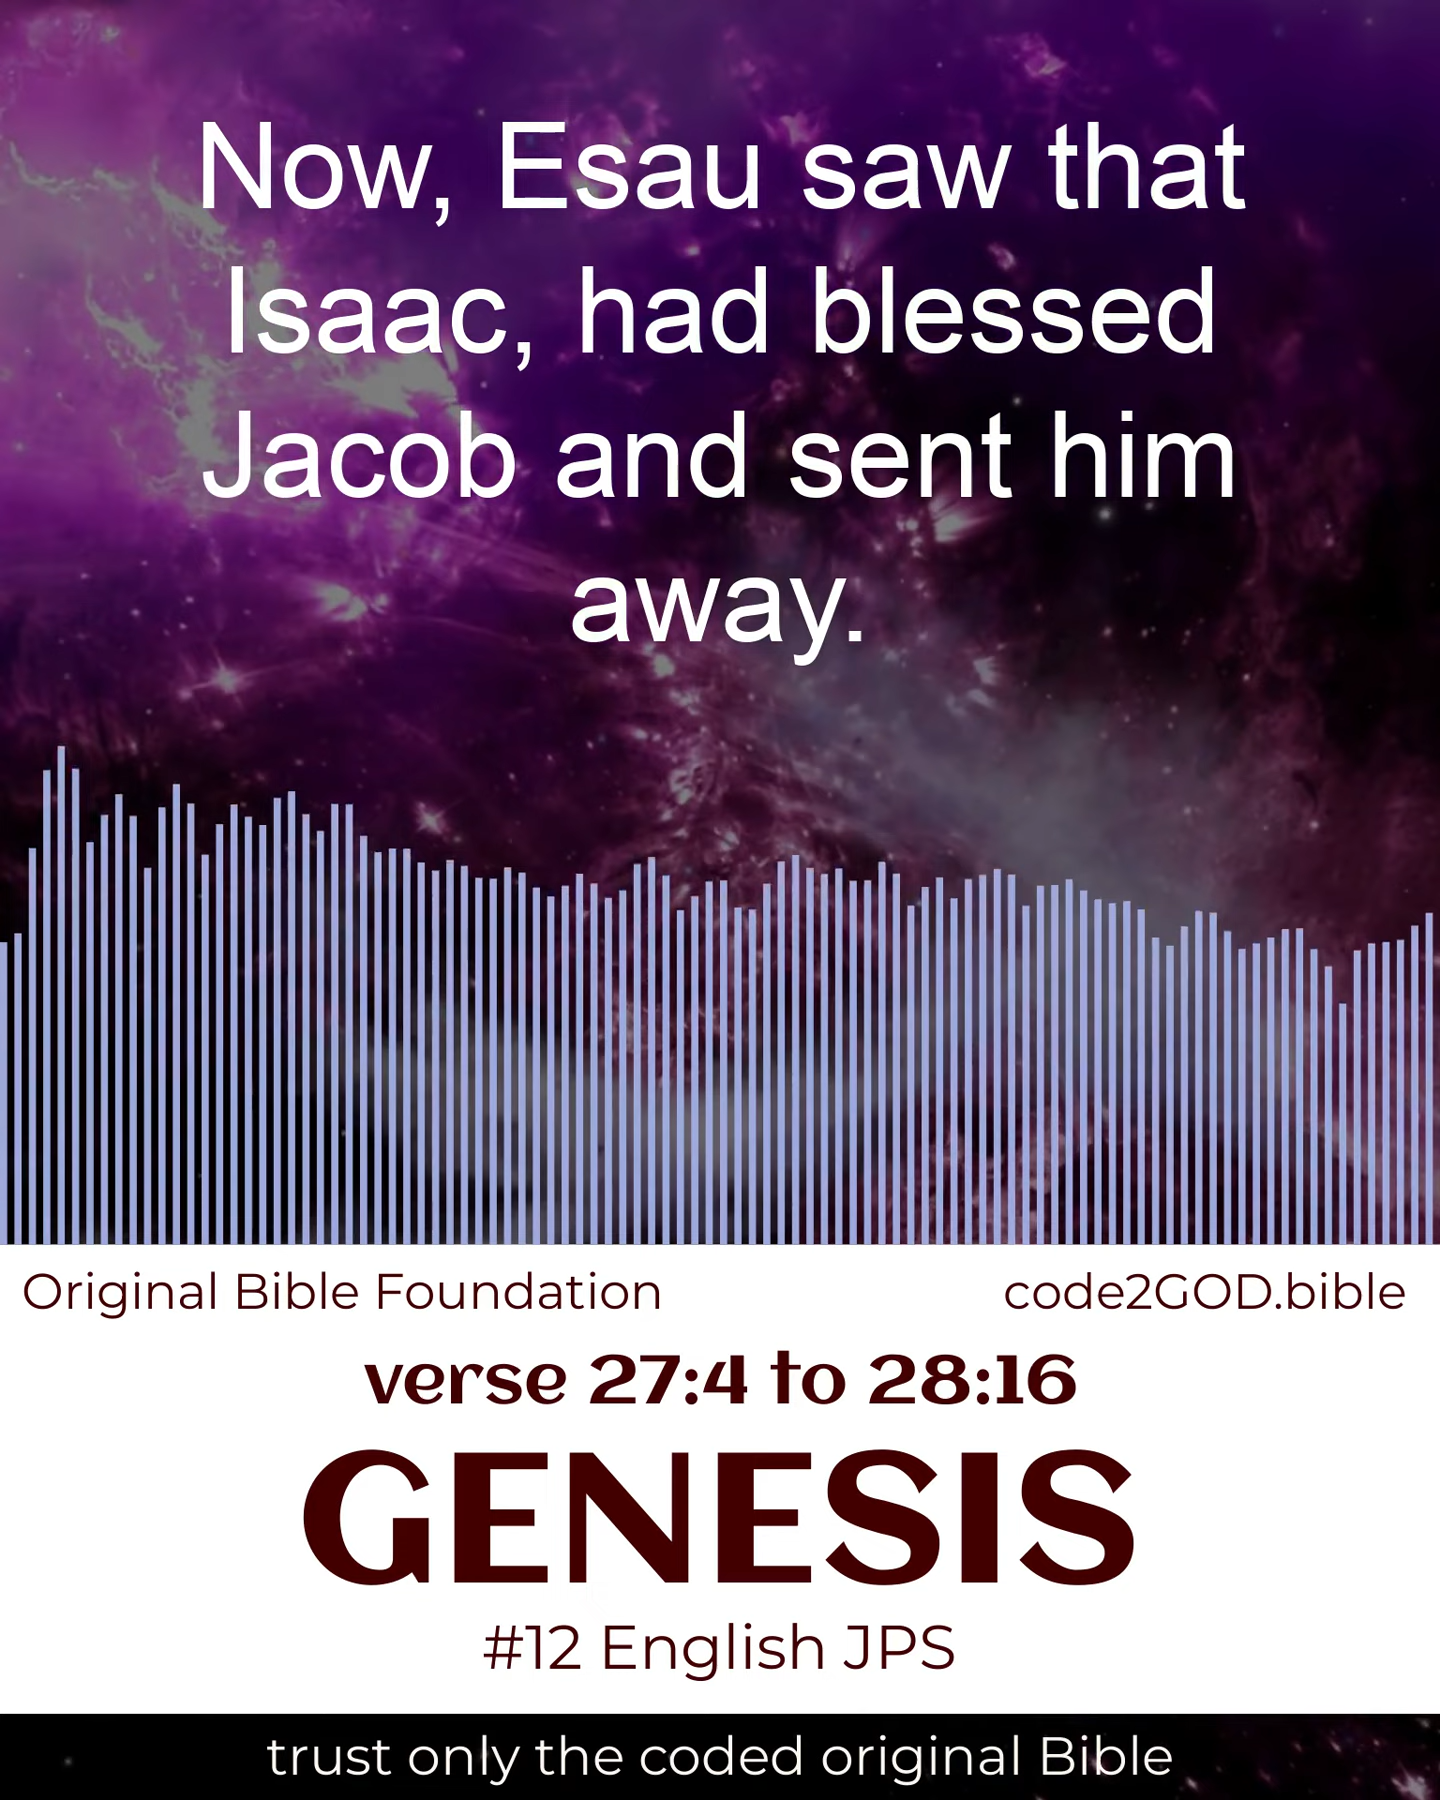 Now, Esau saw that
Isaac, had blessed
Jacob and sent him
away.
Original Bible Foundation
code2GOD.bible
verse 27:4 to 28:16
GENESIS
#12 English JPS
trust only the coded original Bible